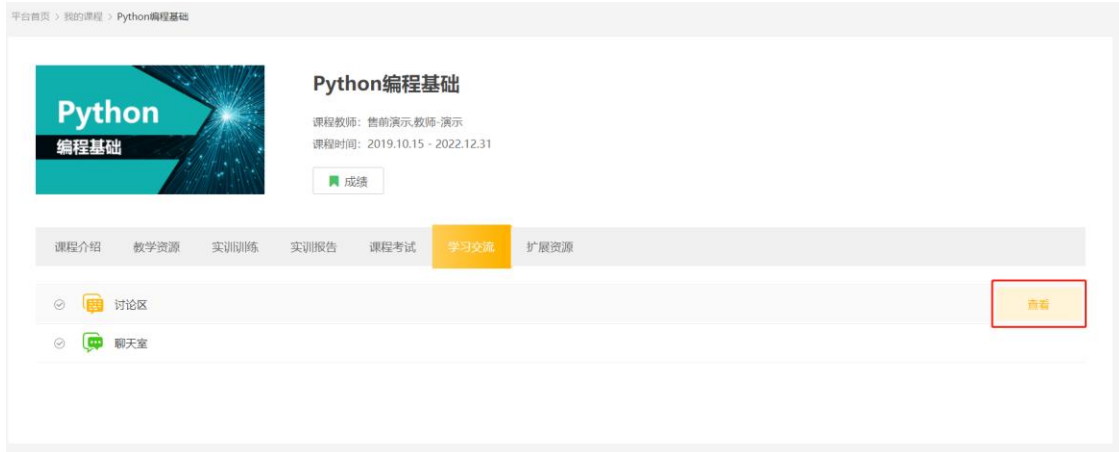 平台首页 > 我的课程 > Python编程基础
Python
编程基础
Python编程基础
课程教师：售前演示,教师-演示
课程时间：2019.10.15 - 2022.12.31
成绩
课程介绍 教学资源 实训训练 实训报告 课程考试 学习交流 扩展资源
讨论区 查看
聊天室